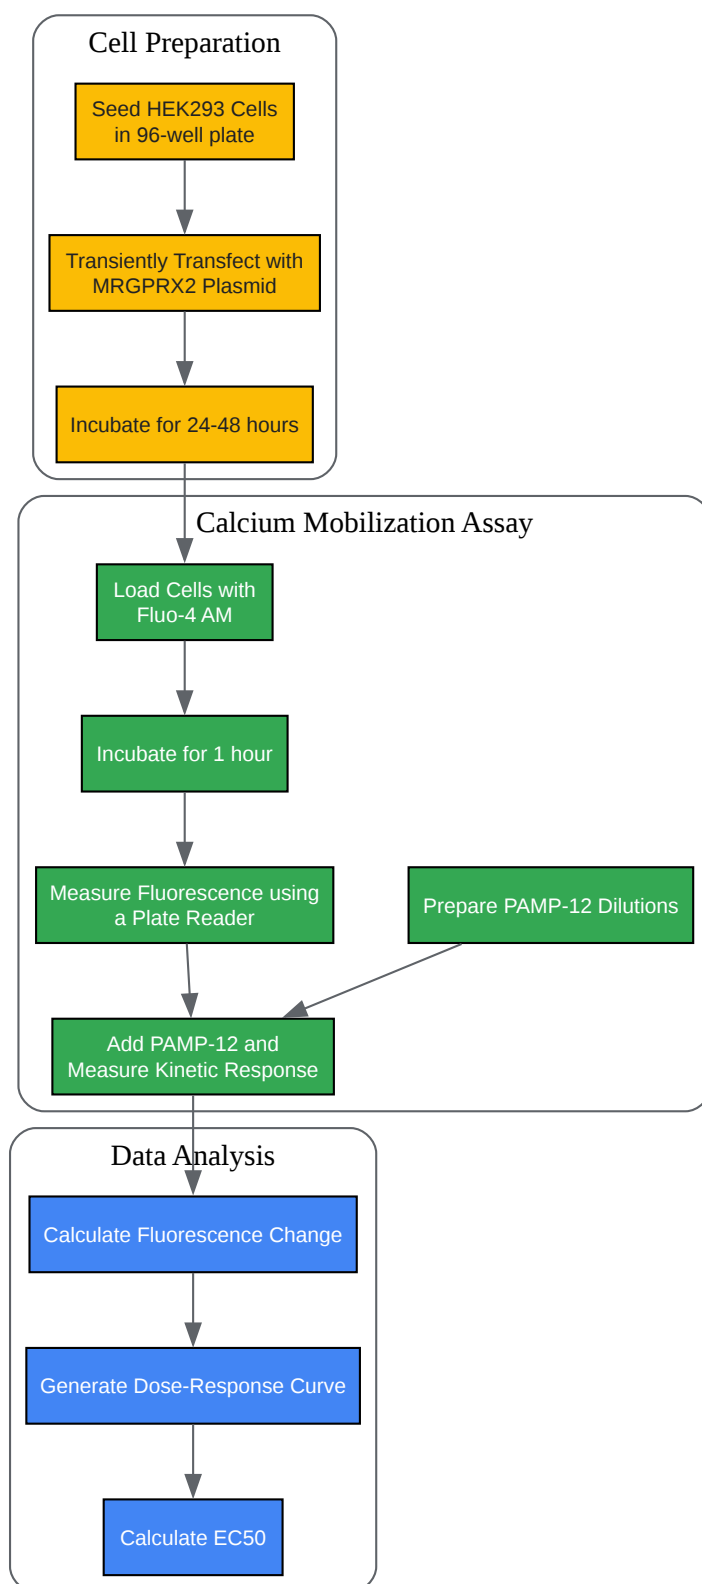 Cell Preparation
Seed HEK293 Cells
in 96-well plate
Transiently Transfect with
MRGPRX2 Plasmid
Incubate for 24-48 hours
Calcium Mobilization Assay
Load Cells with
Fluo-4 AM
Incubate for 1 hour
Measure Fluorescence using
a Plate Reader
Prepare PAMP-12 Dilutions
Add PAMP-12 and
Measure Kinetic Response
Data Analysis
Calculate Fluorescence Change
Generate Dose-Response Curve
Calculate EC50